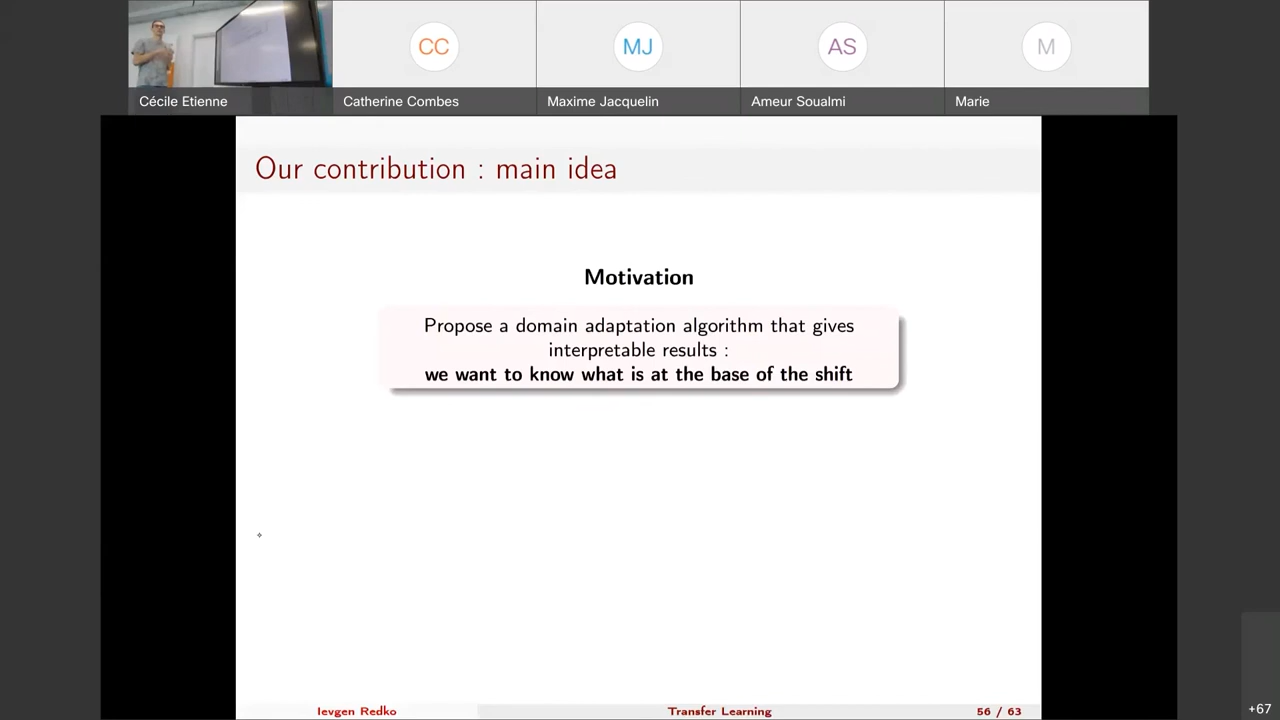 CC
MJ
AS
M
Cécile Etienne
Catherine Combes
Maxime Jacquelin
Ameur Soualmi
Marie
Our contribution : main idea
Motivation
Propose a domain adaptation algorithm that gives
interpretable results :
we want to know what is at the base of the shift
Ievgen Redko
Transfer Learning
56 / 63
+67